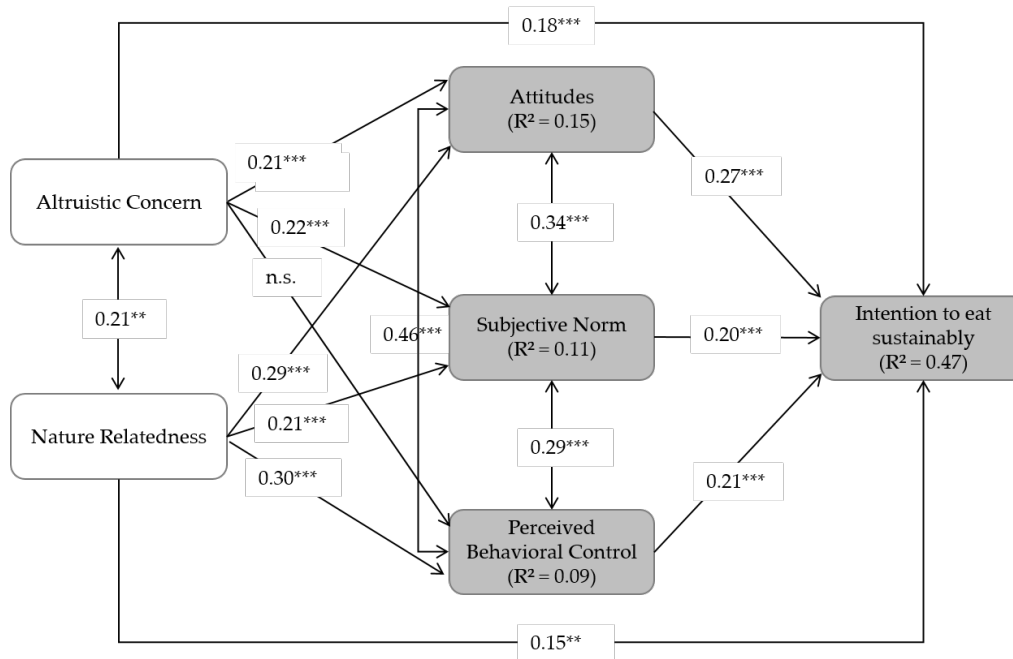 0.18***
Attitudes
(R² = 0.15)
0.21***
0.27***
Altruistic Concern
0.22***
0.34***
n.s.
0.21**
0.46***
Subjective Norm
(R² = 0.11)
0.20***
Intention to eat
sustainably
(R² = 0.47)
0.29***
0.21***
Nature Relatedness
0.30***
0.29***
0.21***
Perceived
Behavioral Control
(R² = 0.09)
0.15**